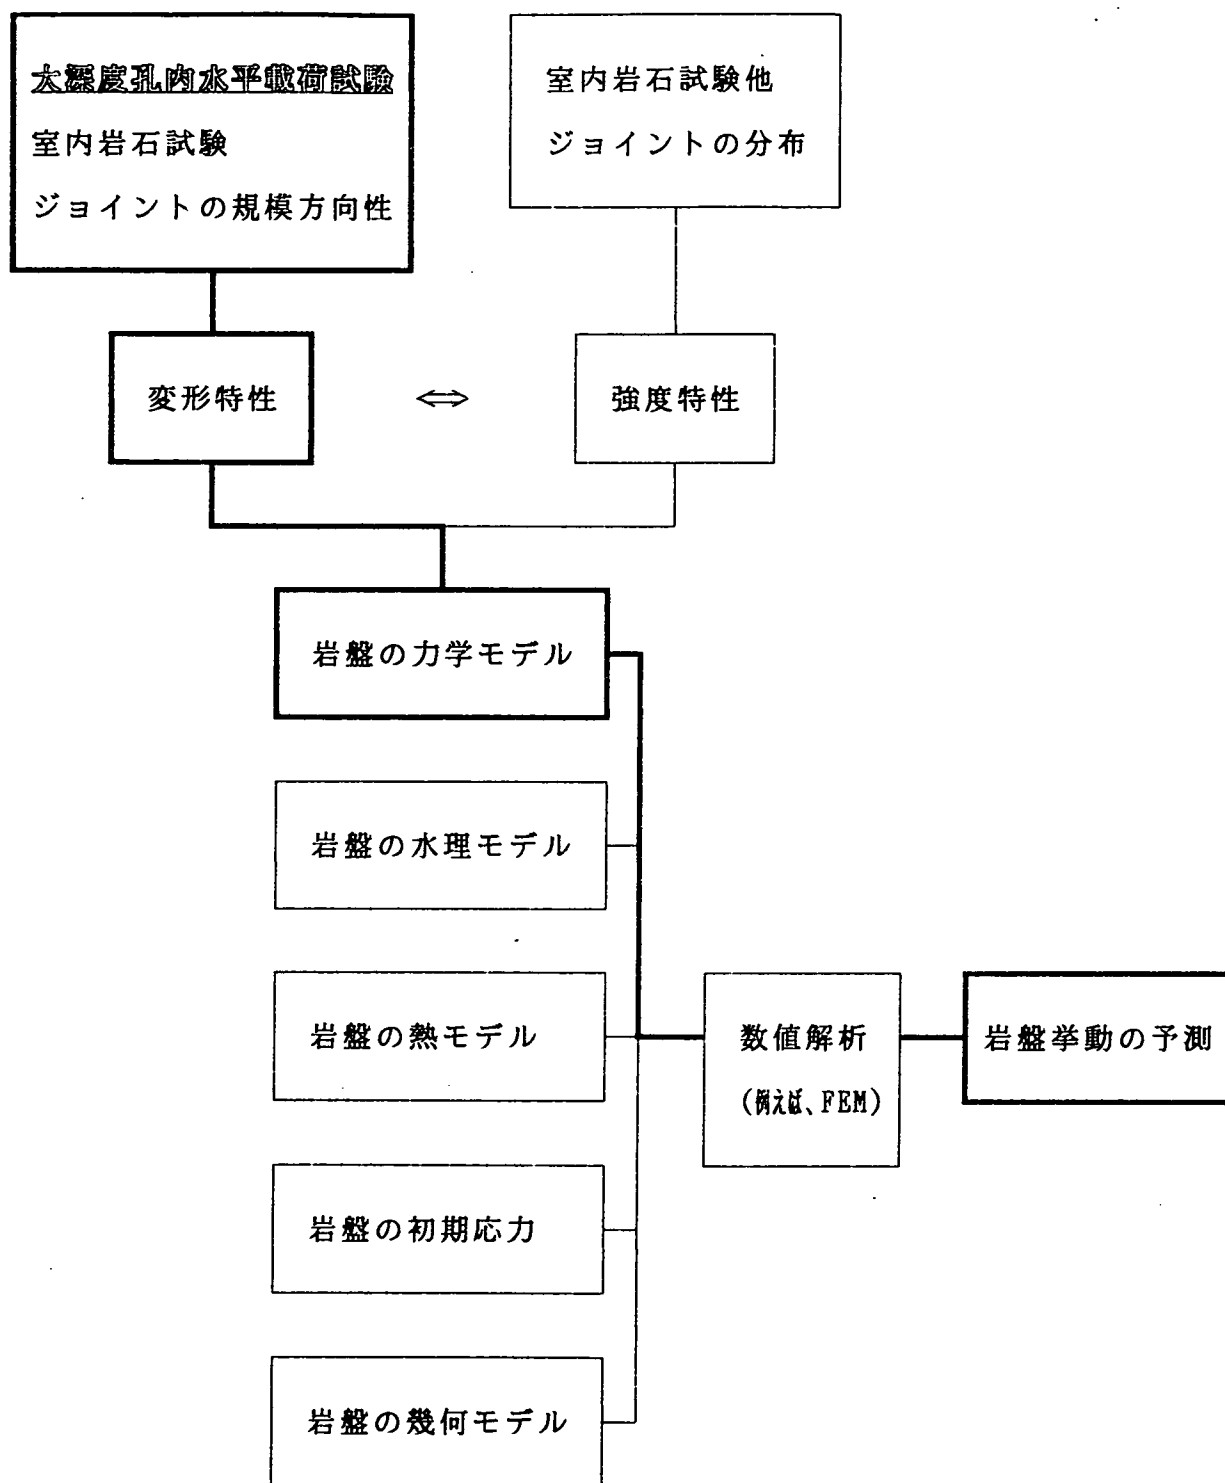 大深度孔内水平載荷試験
室内岩石試験
ジョイントの規模方向性
室内岩石試験他
ジョイントの分布
変形特性
⇔
強度特性
岩盤の力学モデル
岩盤の水理モデル
岩盤の熱モデル
数値解析
(例えば、FEM)
岩盤挙動の予測
岩盤の初期応力
岩盤の幾何モデル